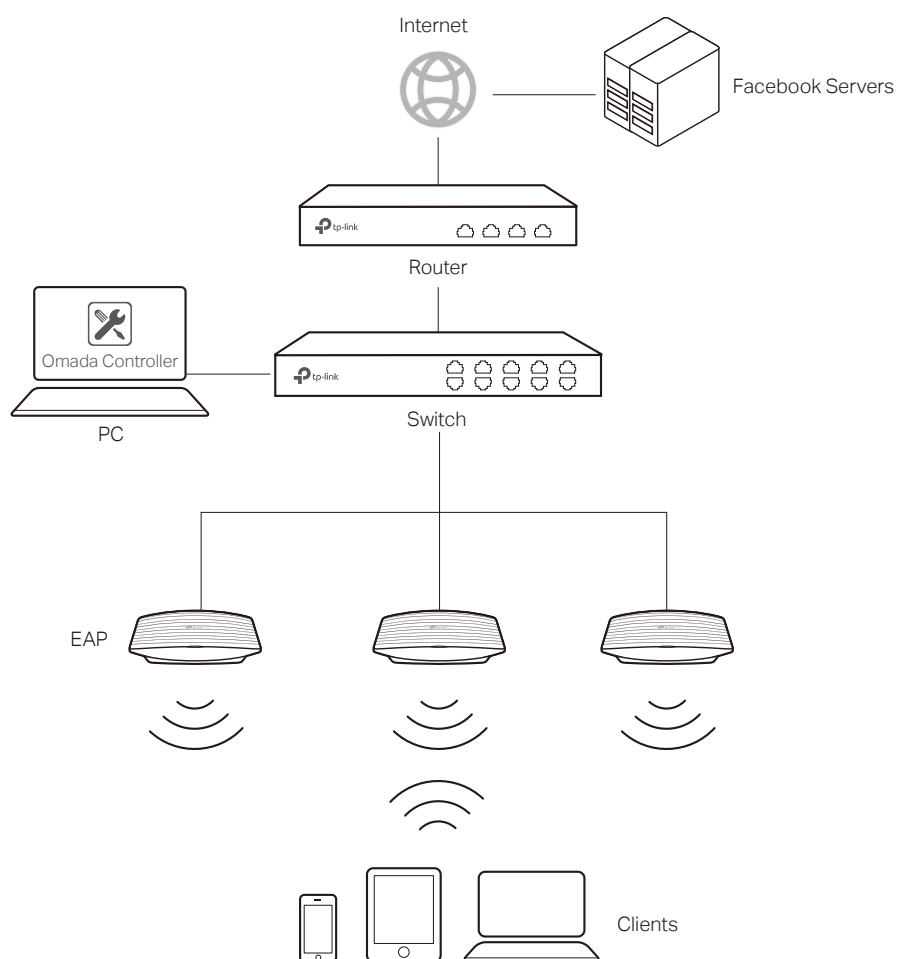 Internet
Facebook Servers
tp-link
Router
Omada Controller
tp-link
Switch
PC
EAP
Clients